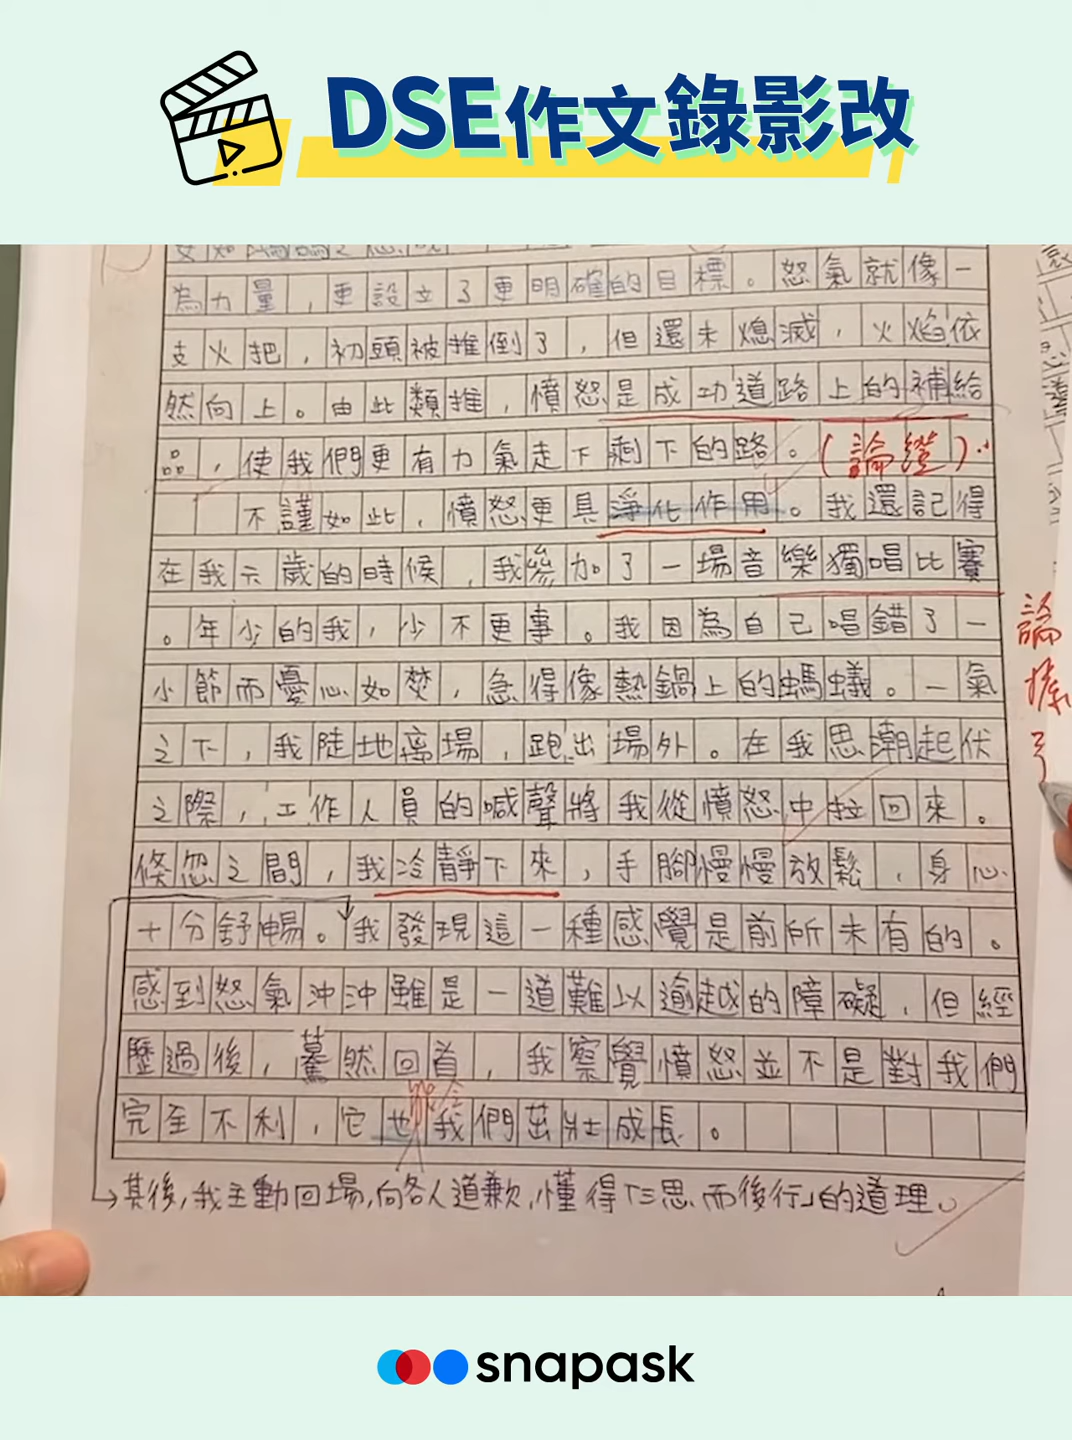 DSE作文錄影改
為力量，更設立了更明確的目標。怒氣就像一
支火把，初頭被推倒了，但還未熄滅，火焰依
然向上。由此類推，憤怒是成功道路上的補給
品，使我們更有力氣走下剩下的路。(論證)
不謹如此，憤怒更具淨化作用。我還記得
在我六歲的時候，我參加了一場音樂獨唱比賽
。年少的我，少不更事。我因為自己唱錯了一
小節而憂心如焚，急得像熱鍋上的螞蟻。一氣
之下，我陡地离場，跑出場外。在我思潮起伏
之際，工作人員的喊聲將我從憤怒中拉回來。
倏忽之間，我冷靜下來，手腳慢慢放鬆，身心
十分舒暢。我發現這一種感覺是前所未有的。
感到怒氣沖沖雖是一道難以逾越的障礙，但經
歷過後，驀然回首，我察覺憤怒並不是對我們
完全不利，它也我們茁壯成長。
其後，我主動回場，向各人道歉，懂得「三思而後行」的道理。
論據
snapask